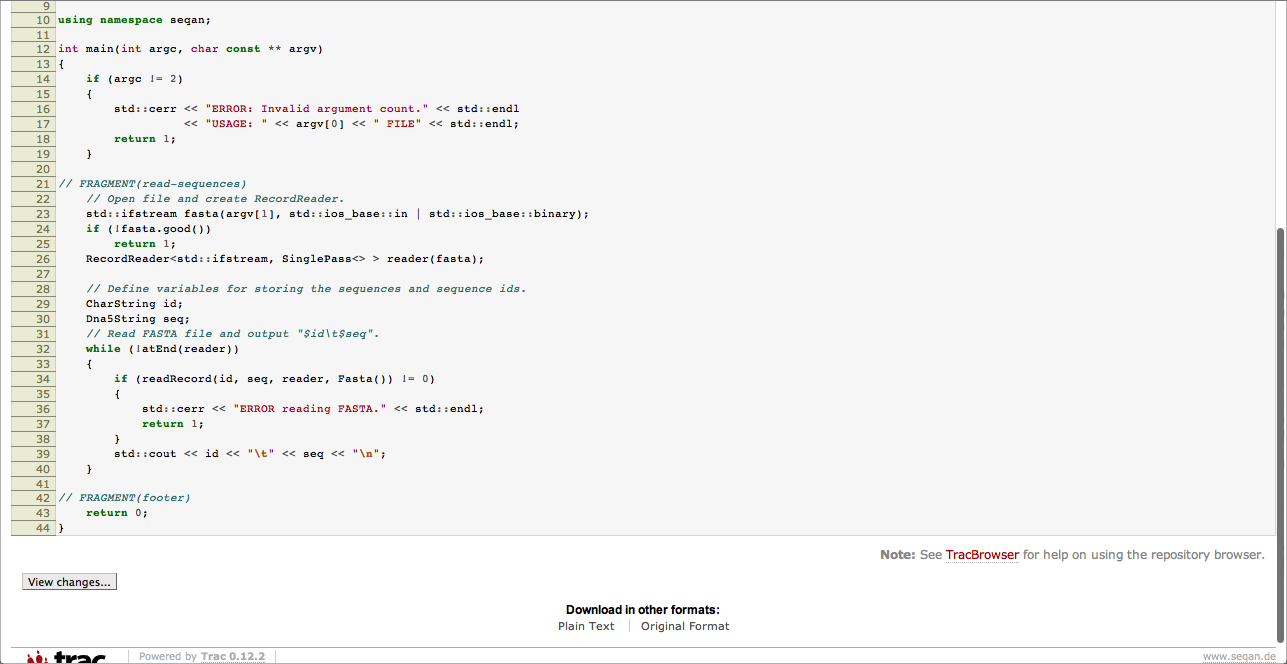 9
10 using namespace seqan;
11
12 int main(int argc, char const ** argv)
13 {
14     if (argc != 2)
15     {
16         std::cerr << "ERROR: Invalid argument count." << std::endl
17                   << "USAGE: " << argv[0] << " FILE" << std::endl;
18         return 1;
19     }
20
21 // FRAGMENT(read-sequences)
22     // Open file and create RecordReader.
23     std::ifstream fasta(argv[1], std::ios_base::in | std::ios_base::binary);
24     if (!fasta.good())
25         return 1;
26     RecordReader<std::ifstream, SinglePass<> > reader(fasta);
27
28     // Define variables for storing the sequences and sequence ids.
29     CharString id;
30     Dna5String seq;
31     // Read FASTA file and output "$id\t$seq".
32     while (!atEnd(reader))
33     {
34         if (readRecord(id, seq, reader, Fasta()) != 0)
35         {
36             std::cerr << "ERROR reading FASTA." << std::endl;
37             return 1;
38         }
39         std::cout << id << "\t" << seq << "\n";
40     }
41
42 // FRAGMENT(footer)
43     return 0;
44 }
Note: See TracBrowser for help on using the repository browser.
View changes...
Download in other formats:
Plain Text
Original Format
trac
Powered by Trac 0.12.2
www.seqan.de